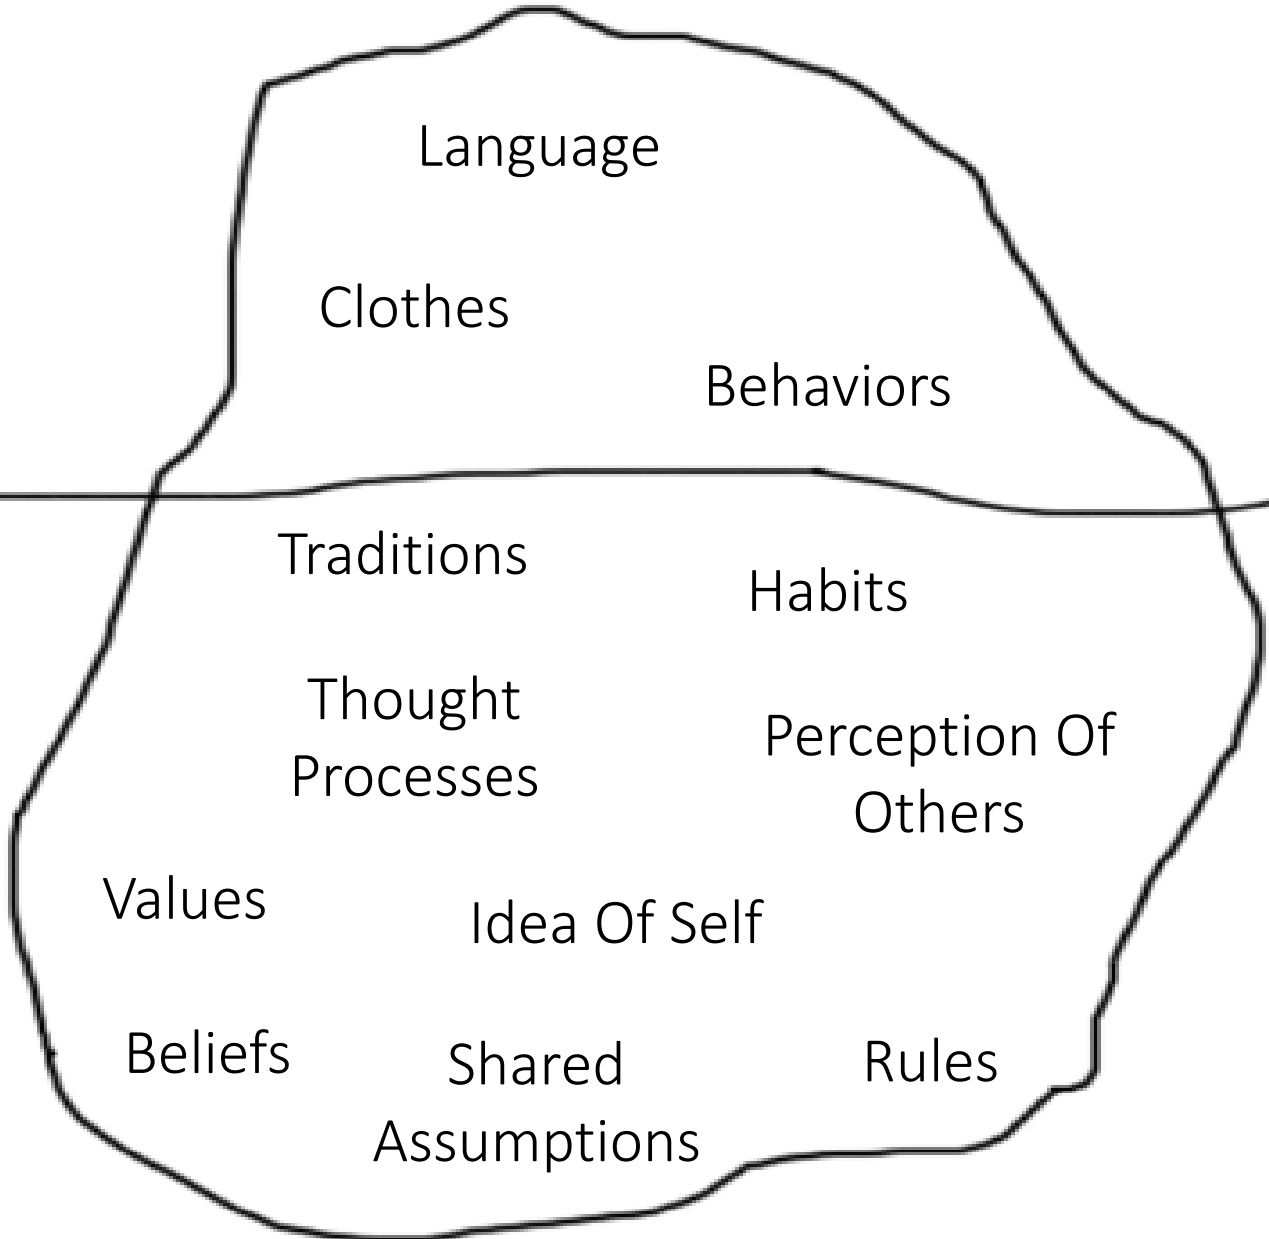 Language
Clothes
Behaviors
Traditions
Habits
Thought
Processes
Perception Of
Others
Values
Idea Of Self
Beliefs
Shared
Assumptions
Rules